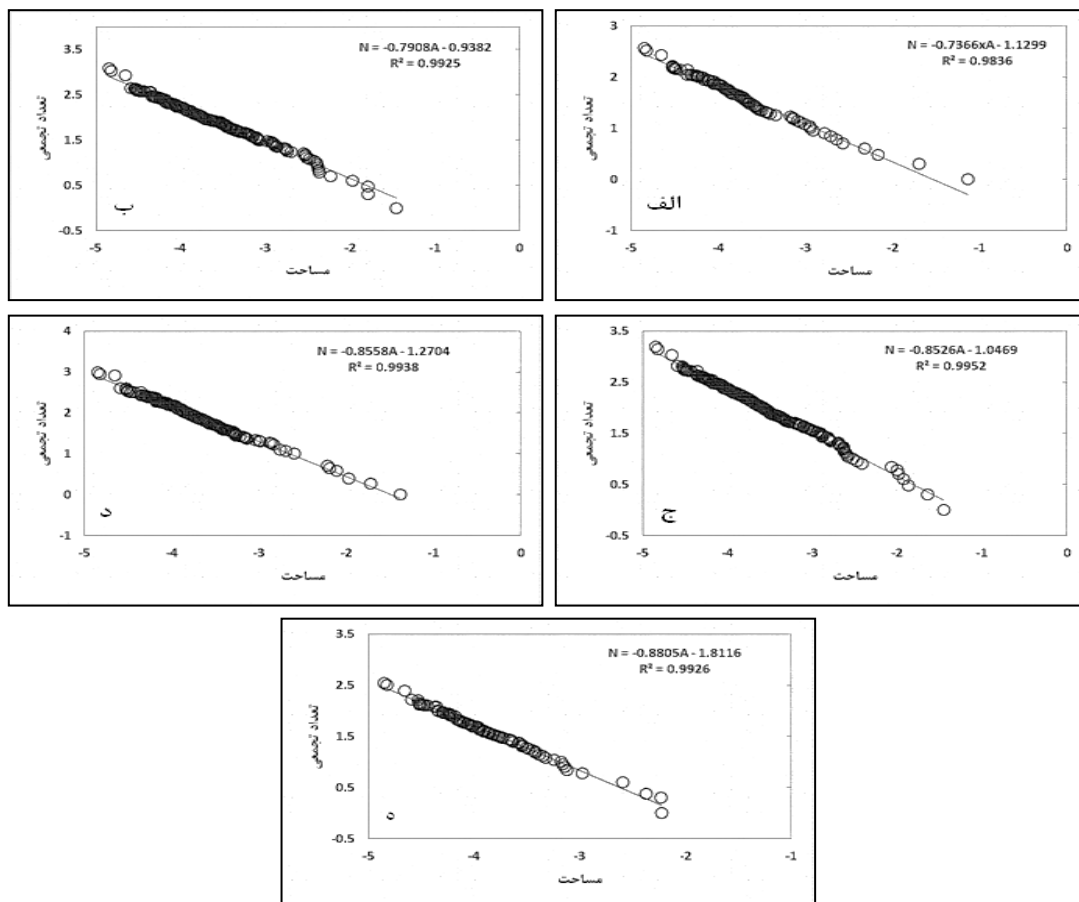 N = -0.7366xA - 1.1299
R² = 0.9836
تعداد تجمعی
3
2
1
0
-1
-5 -4 -3 -2 -1 0
مساحت
الف
N = -0.7908A - 0.9382
R² = 0.9925
تعداد تجمعی
3.5
2.5
1.5
0.5
-0.5
-5 -4 -3 -2 -1 0
مساحت
ب
N = -0.8526A - 1.0469
R² = 0.9952
تعداد تجمعی
3.5
2.5
1.5
0.5
-0.5
-5 -4 -3 -2 -1 0
مساحت
ج
N = -0.8558A - 1.2704
R² = 0.9938
تعداد تجمعی
4
3
2
1
0
-1
-5 -4 -3 -2 -1 0
مساحت
د
N = -0.8805A - 1.8116
R² = 0.9926
تعداد تجمعی
3.5
2.5
1.5
0.5
-0.5
-5 -4 -3 -2 -1
مساحت
ه